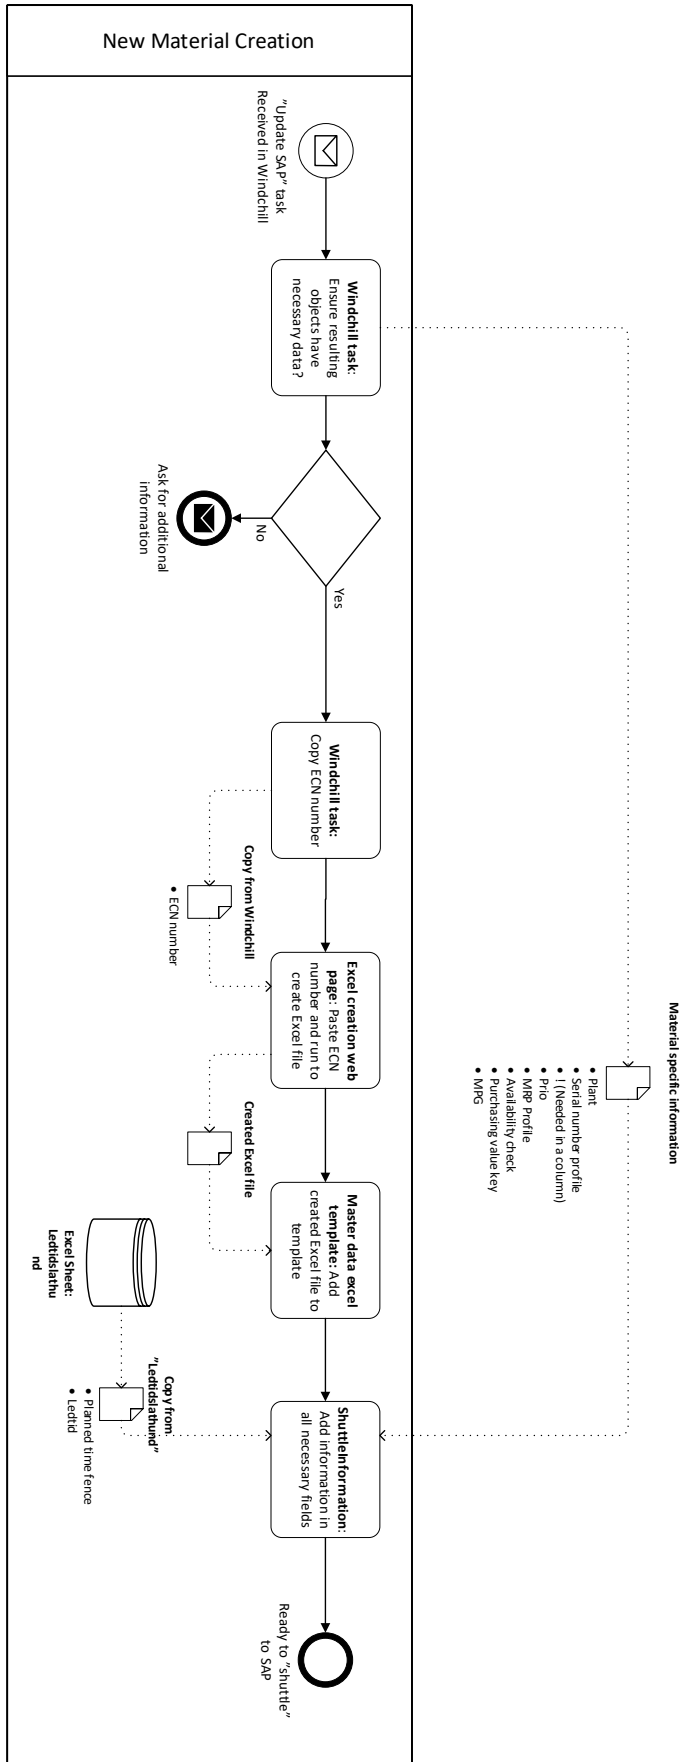 New Material Creation
"Update SAP" task
Received in Windchill
Windchill task:
Ensure resulting
objects have
necessary data?
No
Ask for additional
information
Yes
Windchill task:
Copy ECN number
Copy from Windchill
• ECN number
Excel creation web
page: Paste ECN
number and run to
create Excel file
Created Excel file
Master data excel
template: Add
created Excel file to
template
Excel Sheet:
Ledtidslathu
nd
Copy from
"Ledtidslathund"
• Planned time fence
• Ledtid
ShuttleInformation:
Add information in
all necessary fields
Ready to "shuttle"
to SAP
Material specific information
• Plant
• Serial number profile
• ! (Needed in a column)
• Prio
• MRP Profile
• Availability check
• Purchasing value key
• MPG